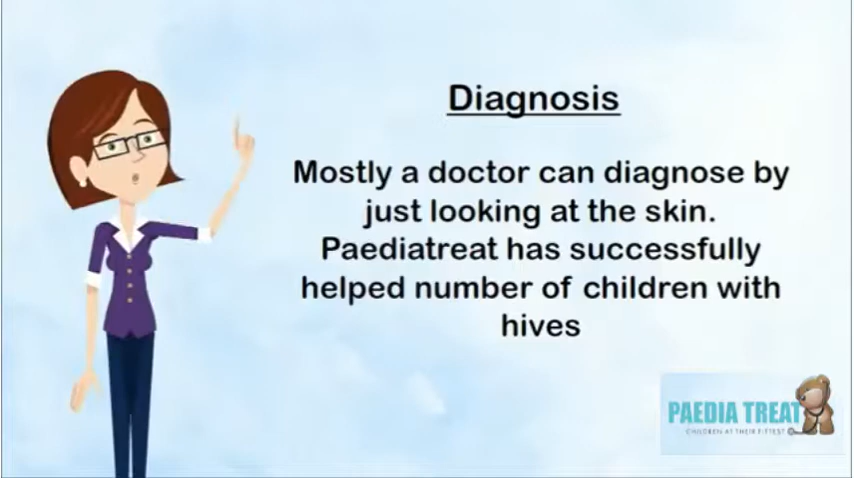 Diagnosis
Mostly a doctor can diagnose by
just looking at the skin.
Paediatreat has successfully
helped number of children with
hives
PAEDIA TREAT
CHILDREN AT THEIR FITTEST